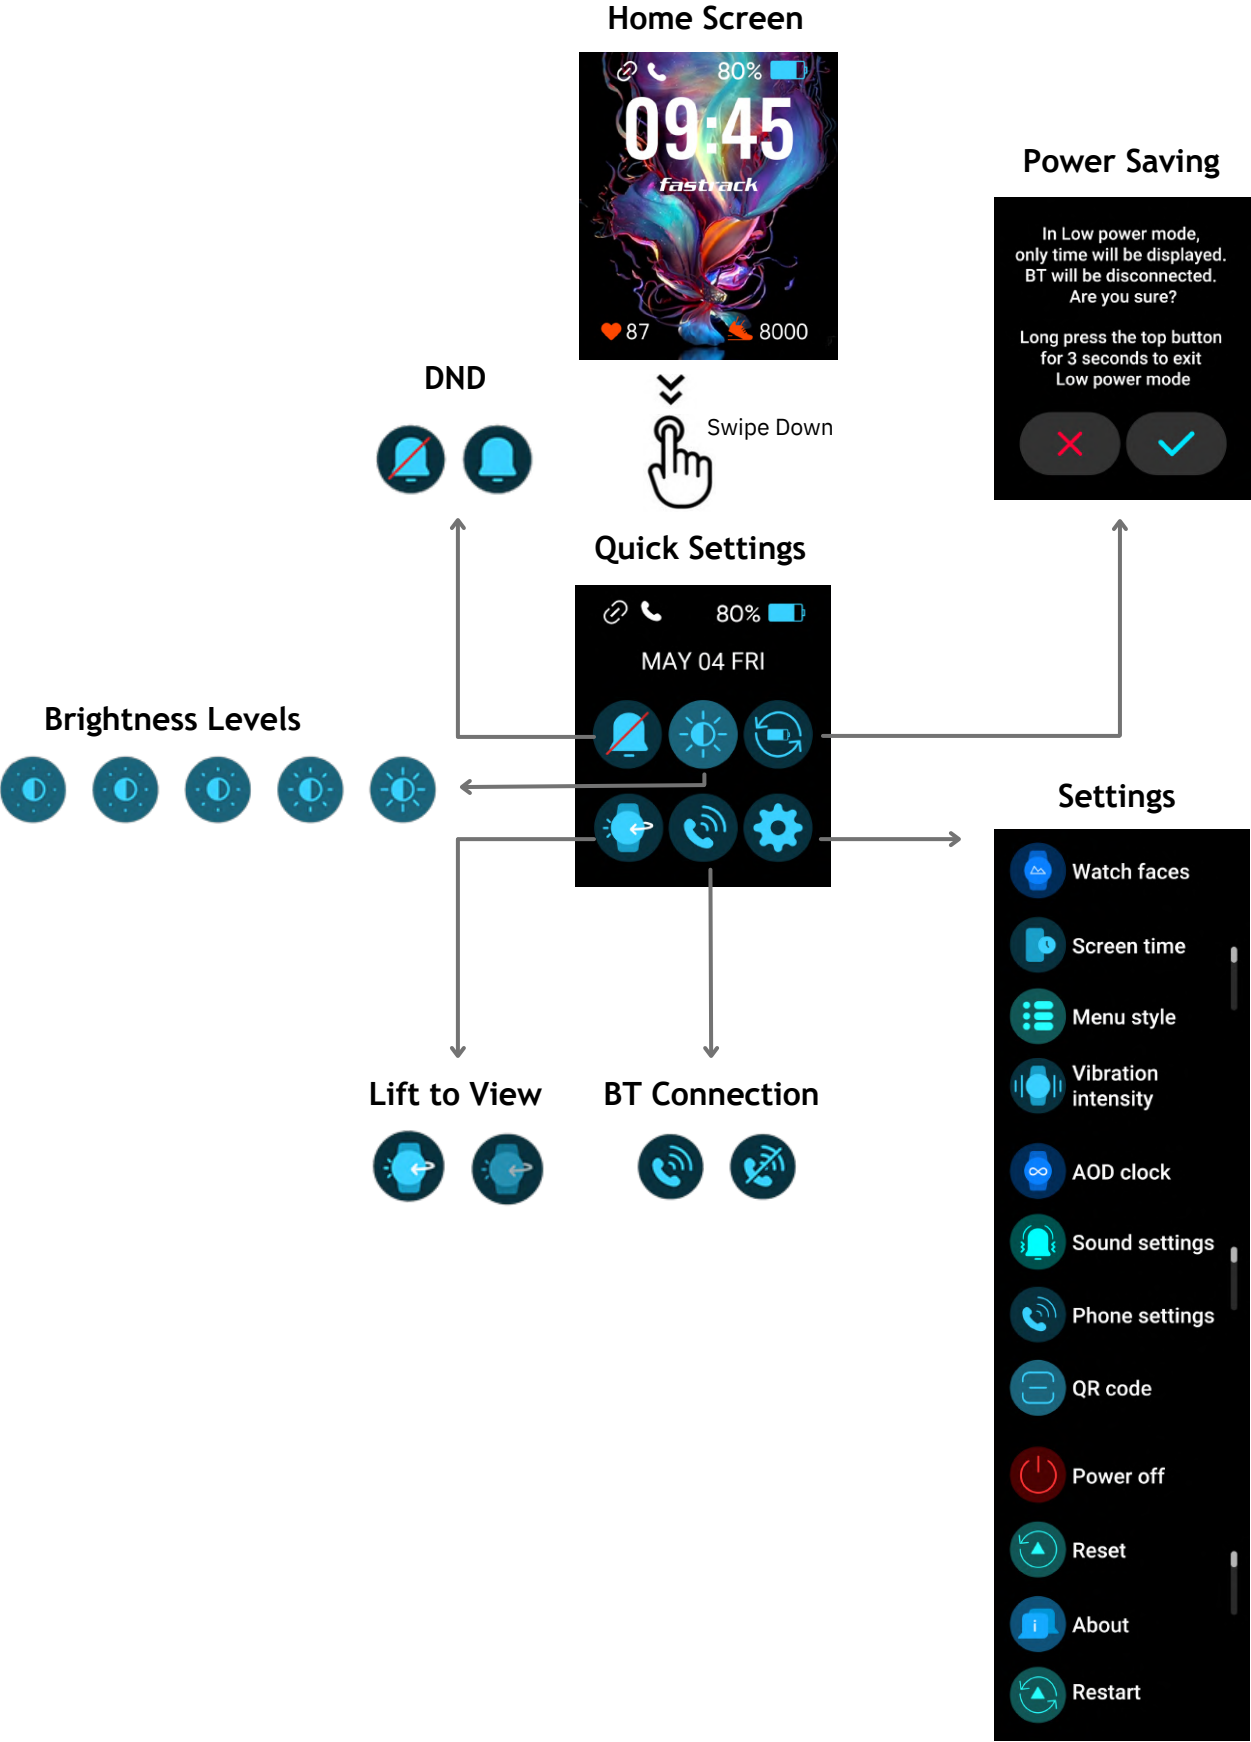 Home Screen
80%
09:45
fastrack
87
8000
Swipe Down
Power Saving
In Low power mode,
only time will be displayed.
BT will be disconnected.
Are you sure?
Long press the top button
for 3 seconds to exit
Low power mode
DND
Quick Settings
80%
MAY 04 FRI
Brightness Levels
Settings
Watch faces
Screen time
Menu style
Vibration
intensity
AOD clock
Sound settings
Phone settings
QR code
Power off
Reset
i
About
Restart
Lift to View
BT Connection